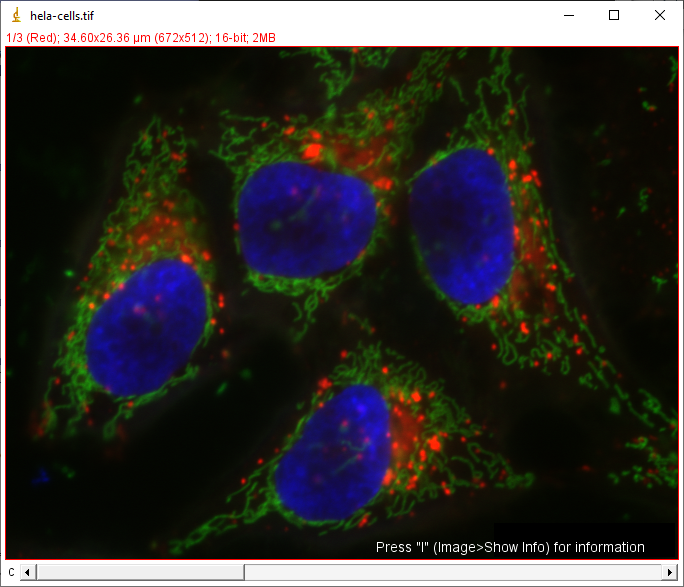 hela-cells.tif
1/3 (Red); 34.60x26.36 µm (672x512); 16-bit; 2MB
Press "I" (Image>Show Info) for information
C